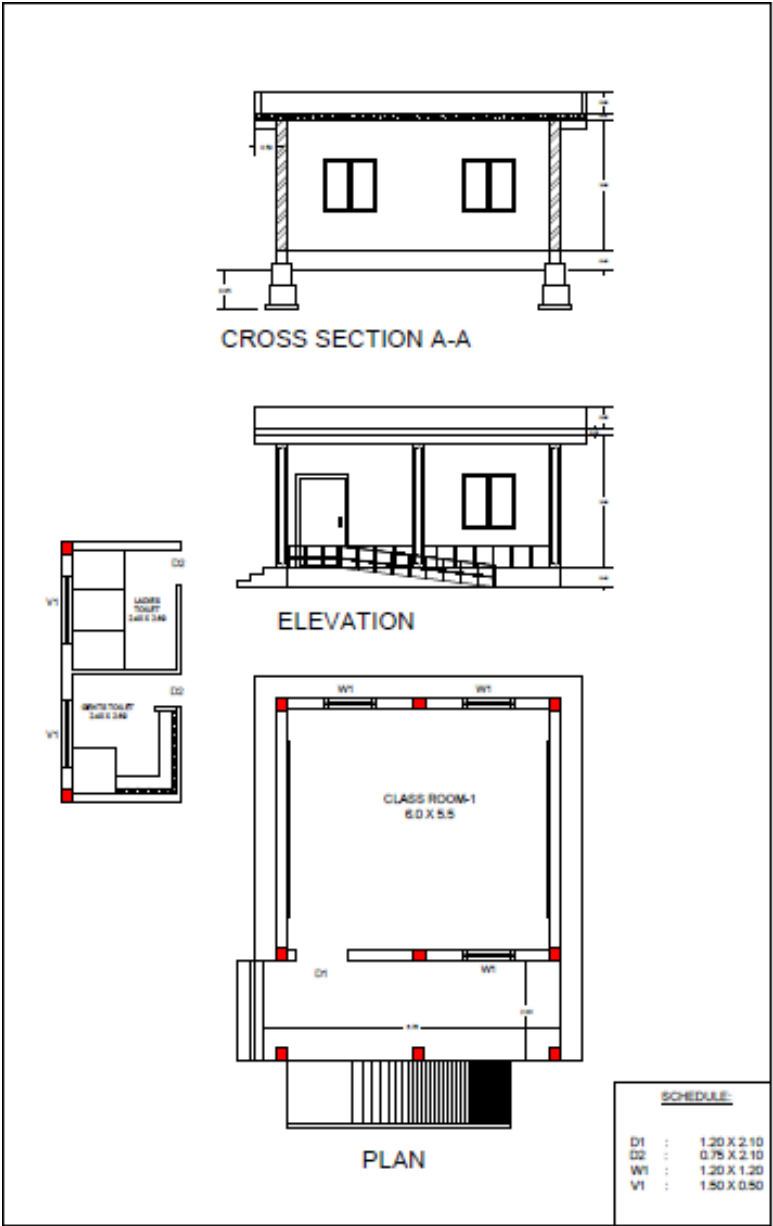 CROSS SECTION A-A
ELEVATION
D2
V1
LADIES
TOILET
D2
GENTS TOILET
V1
W1
W1
CLASS ROOM-1
6.0 X 5.5
D1
W1
PLAN
SCHEDULE:
D1 : 1.20 X 2.10
D2 : 0.75 X 2.10
W1 : 1.20 X 1.20
V1 : 1.50 X 0.50